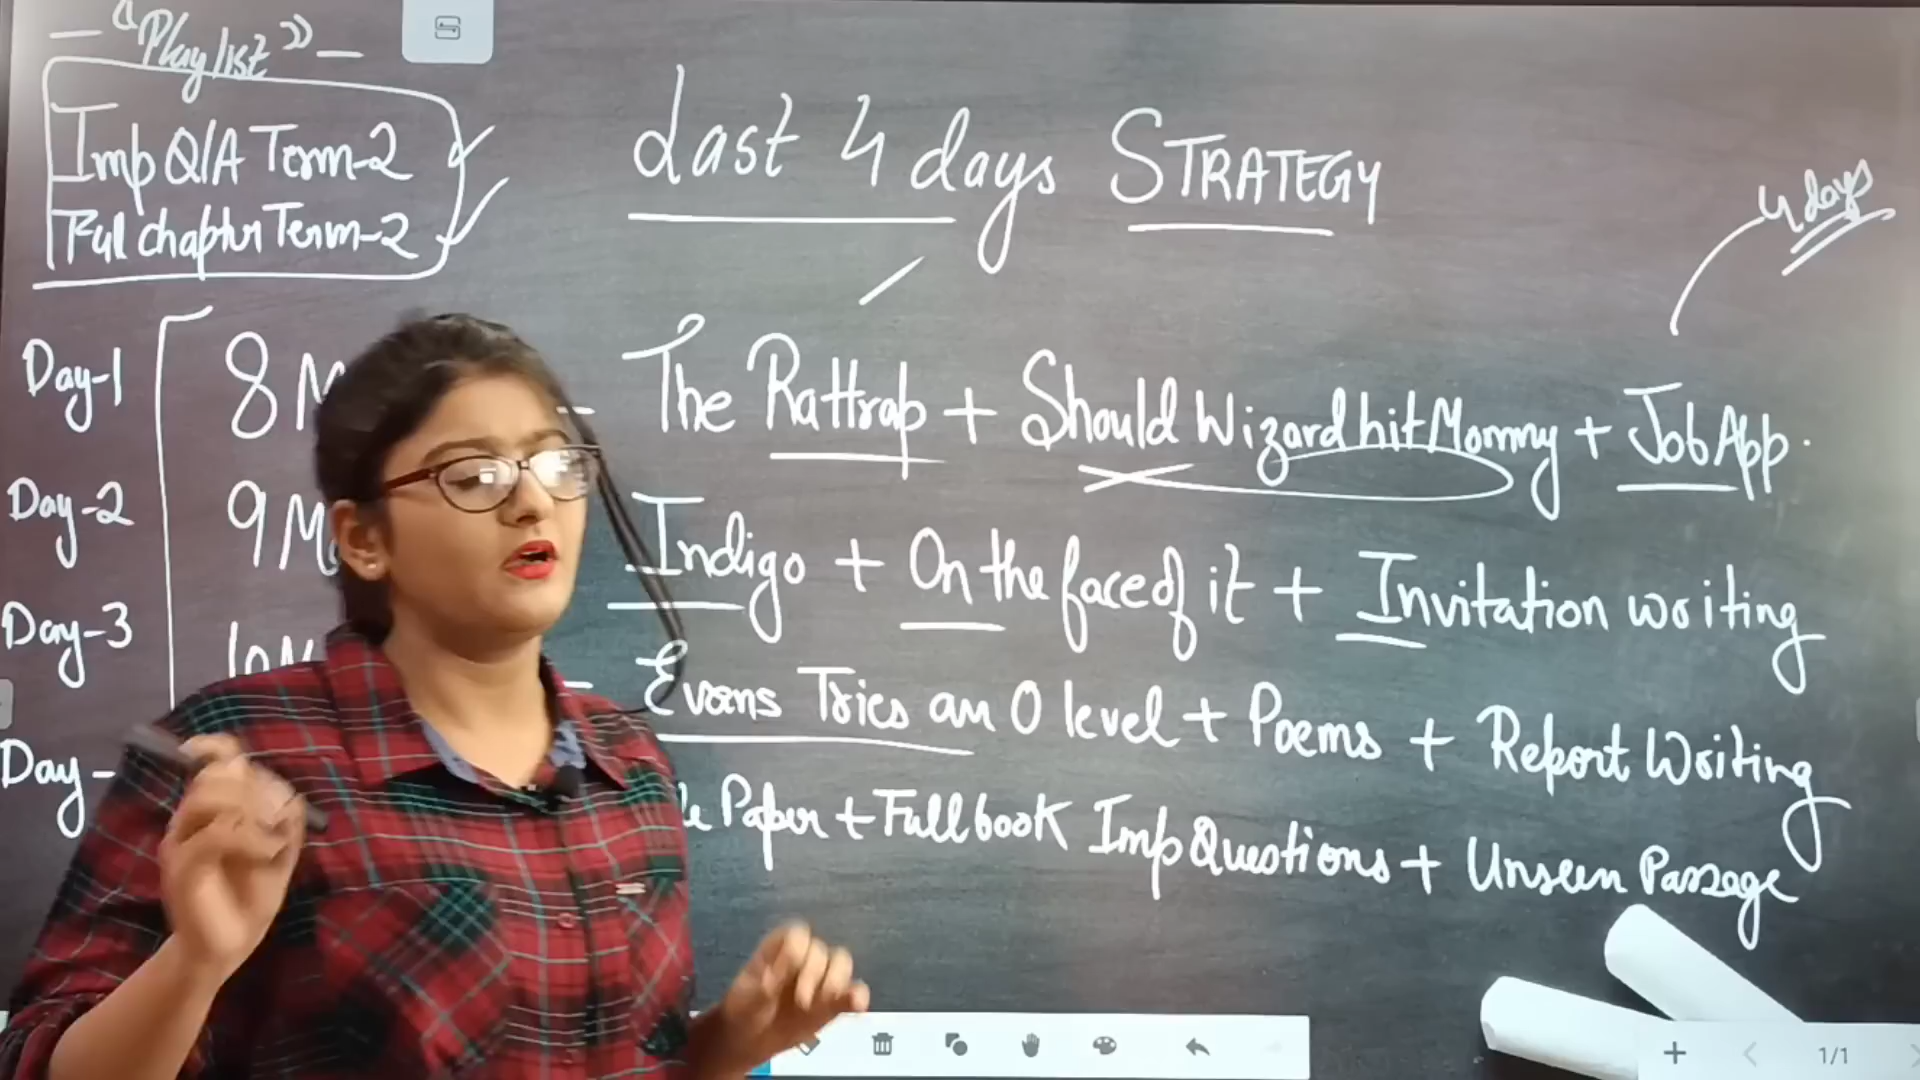 — "Playlist" —
Imp Q/A Term-2
Full chapter Term-2
Last 4 days STRATEGY
4 days
Day-1 8 M - The Rattrap + Should Wizard hit Mommy + Job App.
Day-2 9 Ma Indigo + On the face of it + Invitation writing
Day-3 10 M - Evans Tries an O level + Poems + Report Writing
Day- Paper + Full book Imp Questions + Unseen Passage
1/1